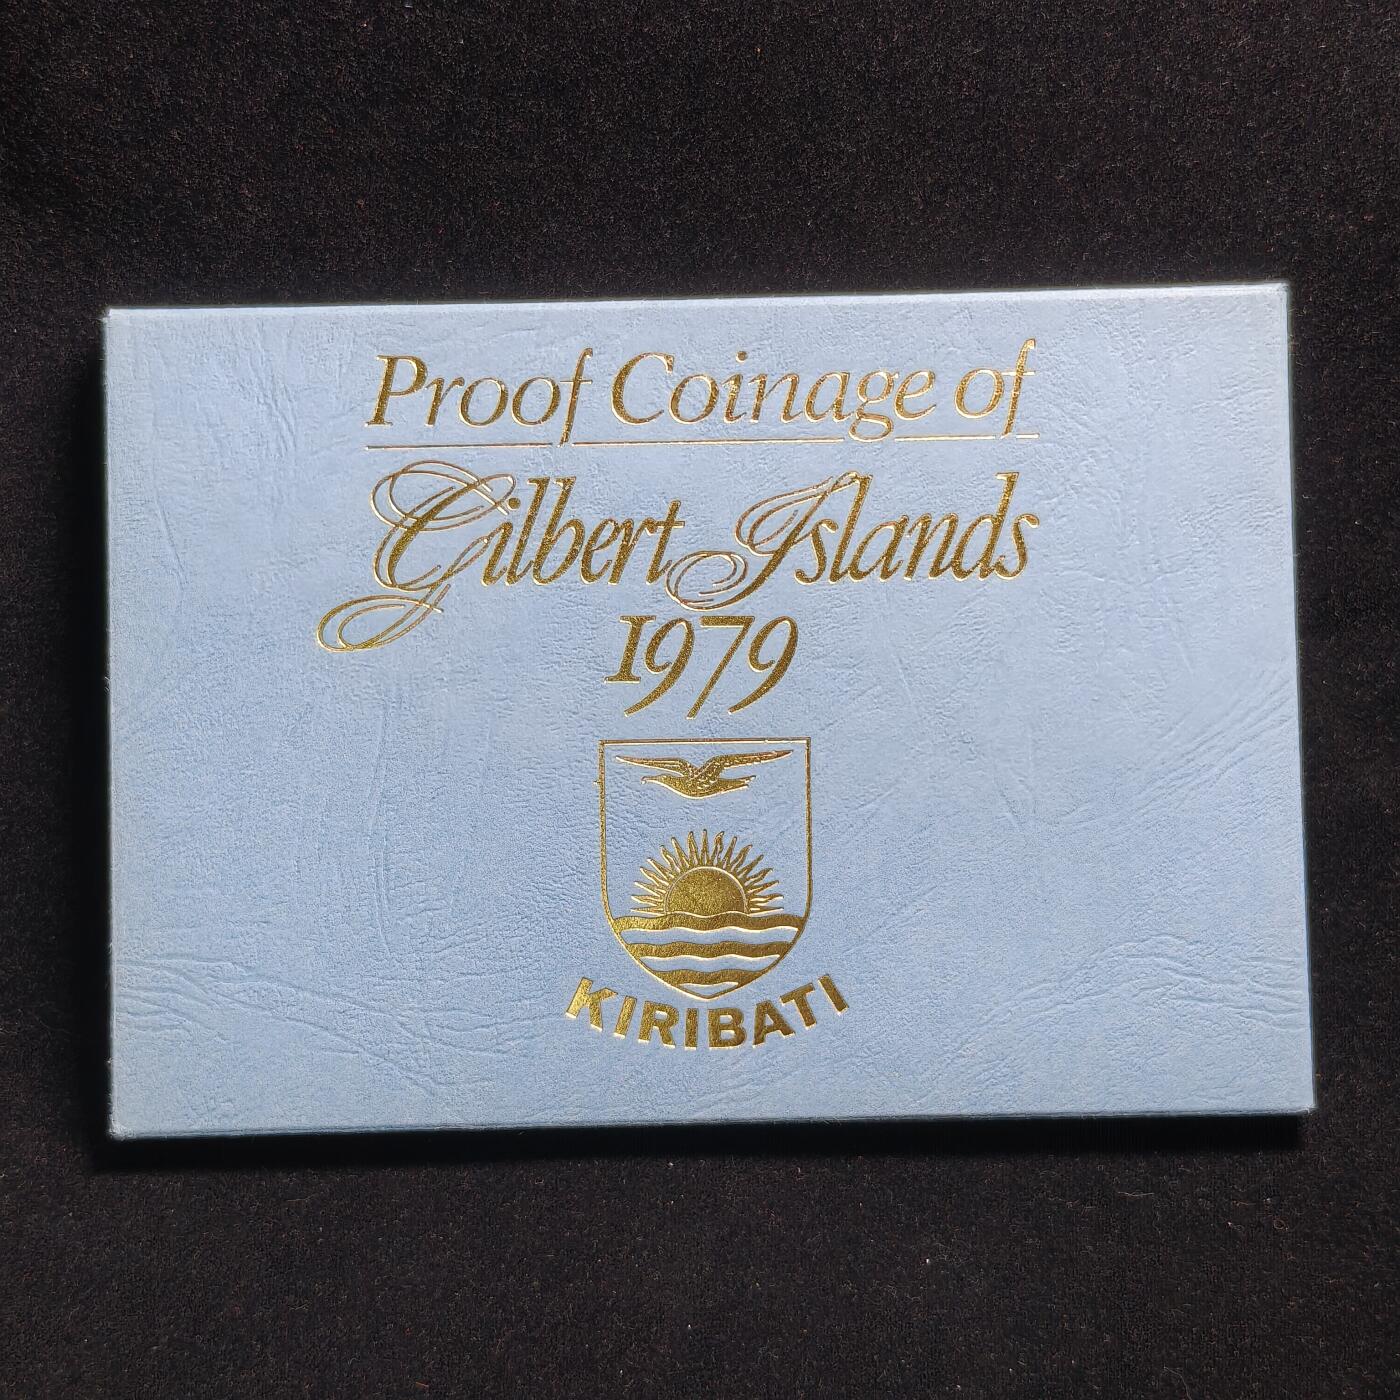 Proof Coinage of
Gilbert Islands
1979
KIRIBATI